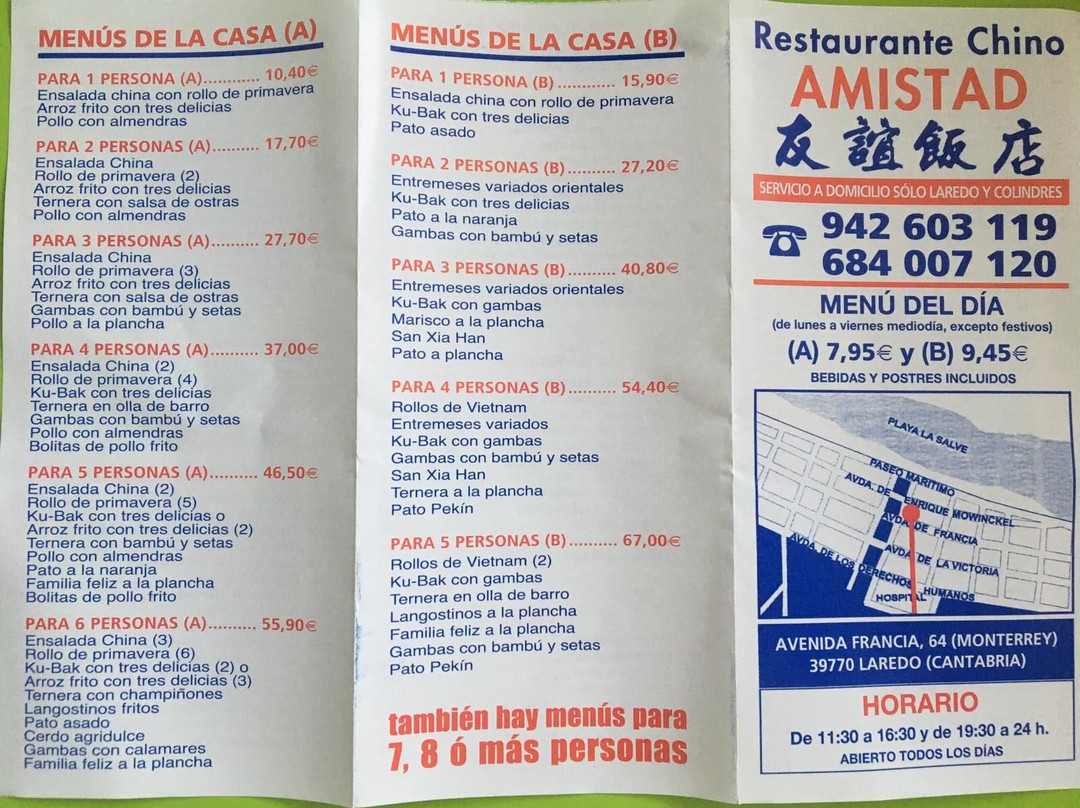 MENÚS DE LA CASA (A)
PARA 1 PERSONA (A)............ 10,40€
Ensalada china con rollo de primavera
Arroz frito con tres delicias
Pollo con almendras
PARA 2 PERSONAS (A).......... 17,70€
Ensalada China
Rollo de primavera (2)
Arroz frito con tres delicias
Ternera con salsa de ostras
Pollo con almendras
PARA 3 PERSONAS (A).......... 27,70€
Ensalada China
Rollo de primavera (3)
Arroz frito con tres delicias
Ternera con salsa de ostras
Gambas con bambú y setas
Pollo a la plancha
PARA 4 PERSONAS (A).......... 37,00€
Ensalada China (2)
Rollo de primavera (4)
Ku-Bak con tres delicias
Ternera en olla de barro
Gambas con bambú y setas
Pollo con almendras
Bolitas de pollo frito
PARA 5 PERSONAS (A).......... 46,50€
Ensalada China (2)
Rollo de primavera (5)
Ku-Bak con tres delicias o
Arroz frito con tres delicias (2)
Ternera con bambú y setas
Pollo con almendras
Pato a la naranja
Familia feliz a la plancha
Bolitas de pollo frito
PARA 6 PERSONAS (A).......... 55,90€
Ensalada China (3)
Rollo de primavera (6)
Ku-Bak con tres delicias (2) o
Arroz frito con tres delicias (3)
Ternera con champiñones
Langostinos fritos
Pato asado
Cerdo agridulce
Gambas con calamares
Familia feliz a la plancha
MENÚS DE LA CASA (B)
PARA 1 PERSONA (B)............ 15,90€
Ensalada china con rollo de primavera
Ku-Bak con tres delicias
Pato asado
PARA 2 PERSONAS (B).......... 27,20€
Entremeses variados orientales
Ku-Bak con tres delicias
Pato a la naranja
Gambas con bambú y setas
PARA 3 PERSONAS (B).......... 40,80€
Entremeses variados orientales
Ku-Bak con gambas
Marisco a la plancha
San Xia Han
Pato a plancha
PARA 4 PERSONAS (B).......... 54,40€
Rollos de Vietnam
Entremeses variados
Ku-Bak con gambas
Gambas con bambú y setas
San Xia Han
Ternera a la plancha
Pato Pekín
PARA 5 PERSONAS (B).......... 67,00€
Rollos de Vietnam (2)
Ku-Bak con gambas
Ternera en olla de barro
Langostinos a la plancha
Familia feliz a la plancha
Gambas con bambú y setas
Pato Pekín
también hay menús para
7, 8 ó más personas
Restaurante Chino
AMISTAD
友誼飯店
SERVICIO A DOMICILIO SÓLO LAREDO Y COLINDRES
942 603 119
684 007 120
MENÚ DEL DÍA
(de lunes a viernes mediodía, excepto festivos)
(A) 7,95€ y (B) 9,45€
BEBIDAS Y POSTRES INCLUIDOS
PLAYA LA SALVE
PASEO MARITIMO
AVDA. DE ENRIQUE MOWINCKEL
AVDA DE FRANCIA
AVDA DE LA VICTORIA
AVDA. DE LOS DERECHOS HUMANOS
HOSPITAL
AVENIDA FRANCIA, 64 (MONTERREY)
39770 LAREDO (CANTABRIA)
HORARIO
De 11:30 a 16:30 y de 19:30 a 24 h.
ABIERTO TODOS LOS DÍAS